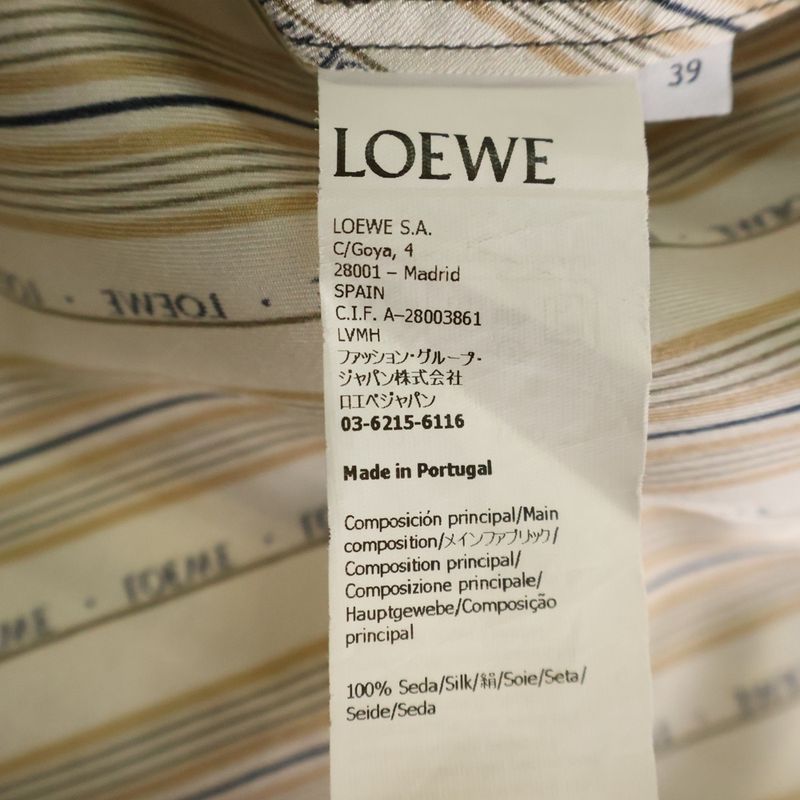 39
LOEWE
LOEWE S.A.
C/Goya, 4
28001 – Madrid
SPAIN
C.I.F. A–28003861
LVMH
ファッション・グループ・
ジャパン株式会社
ロエベジャパン
03-6215-6116
Made in Portugal
Composición principal/Main
composition/メインファブリック/
Composition principal/
Composizione principale/
Hauptgewebe/Composição
principal
100% Seda/Silk/絹/Soie/Seta/
Seide/Seda
LOEWE
LOEWE